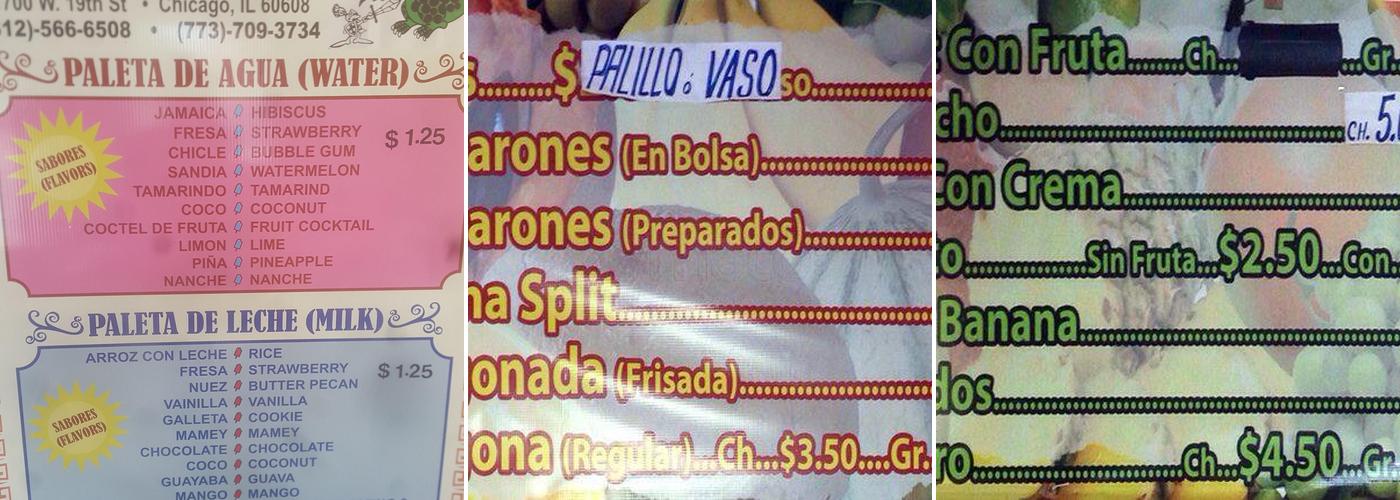 700 W. 19th St • Chicago, IL 60608
12)-566-6508 • (773)-709-3734
PALETA DE AGUA (WATER)
SABORES
(FLAVORS)
JAMAICA HIBISCUS
FRESA STRAWBERRY
$ 1.25
CHICLE BUBBLE GUM
SANDIA WATERMELON
TAMARINDO TAMARIND
COCO COCONUT
COCTEL DE FRUTA FRUIT COCKTAIL
LIMON LIME
PIÑA PINEAPPLE
NANCHE NANCHE
PALETA DE LECHE (MILK)
SABORES
(FLAVORS)
ARROZ CON LECHE RICE
FRESA STRAWBERRY
$ 1.25
NUEZ BUTTER PECAN
VAINILLA VANILLA
GALLETA COOKIE
MAMEY MAMEY
CHOCOLATE CHOCOLATE
COCO COCONUT
GUAYABA GUAVA
MANGO MANGO
s.......$ PALILLO ó VASO so..............
arones (En Bolsa)..............
arones (Preparados)..............
na Split..............
onada (Frisada)..............
ona (Regular)...Ch...$3.50....Gr.
Con Fruta.......Ch... ...Gr.
cho.............. CH. 5.
Con Crema..............
o..............Sin Fruta...$2.50...Con
Banana..............
dos..............
ro..............Ch...$4.50...Gr.